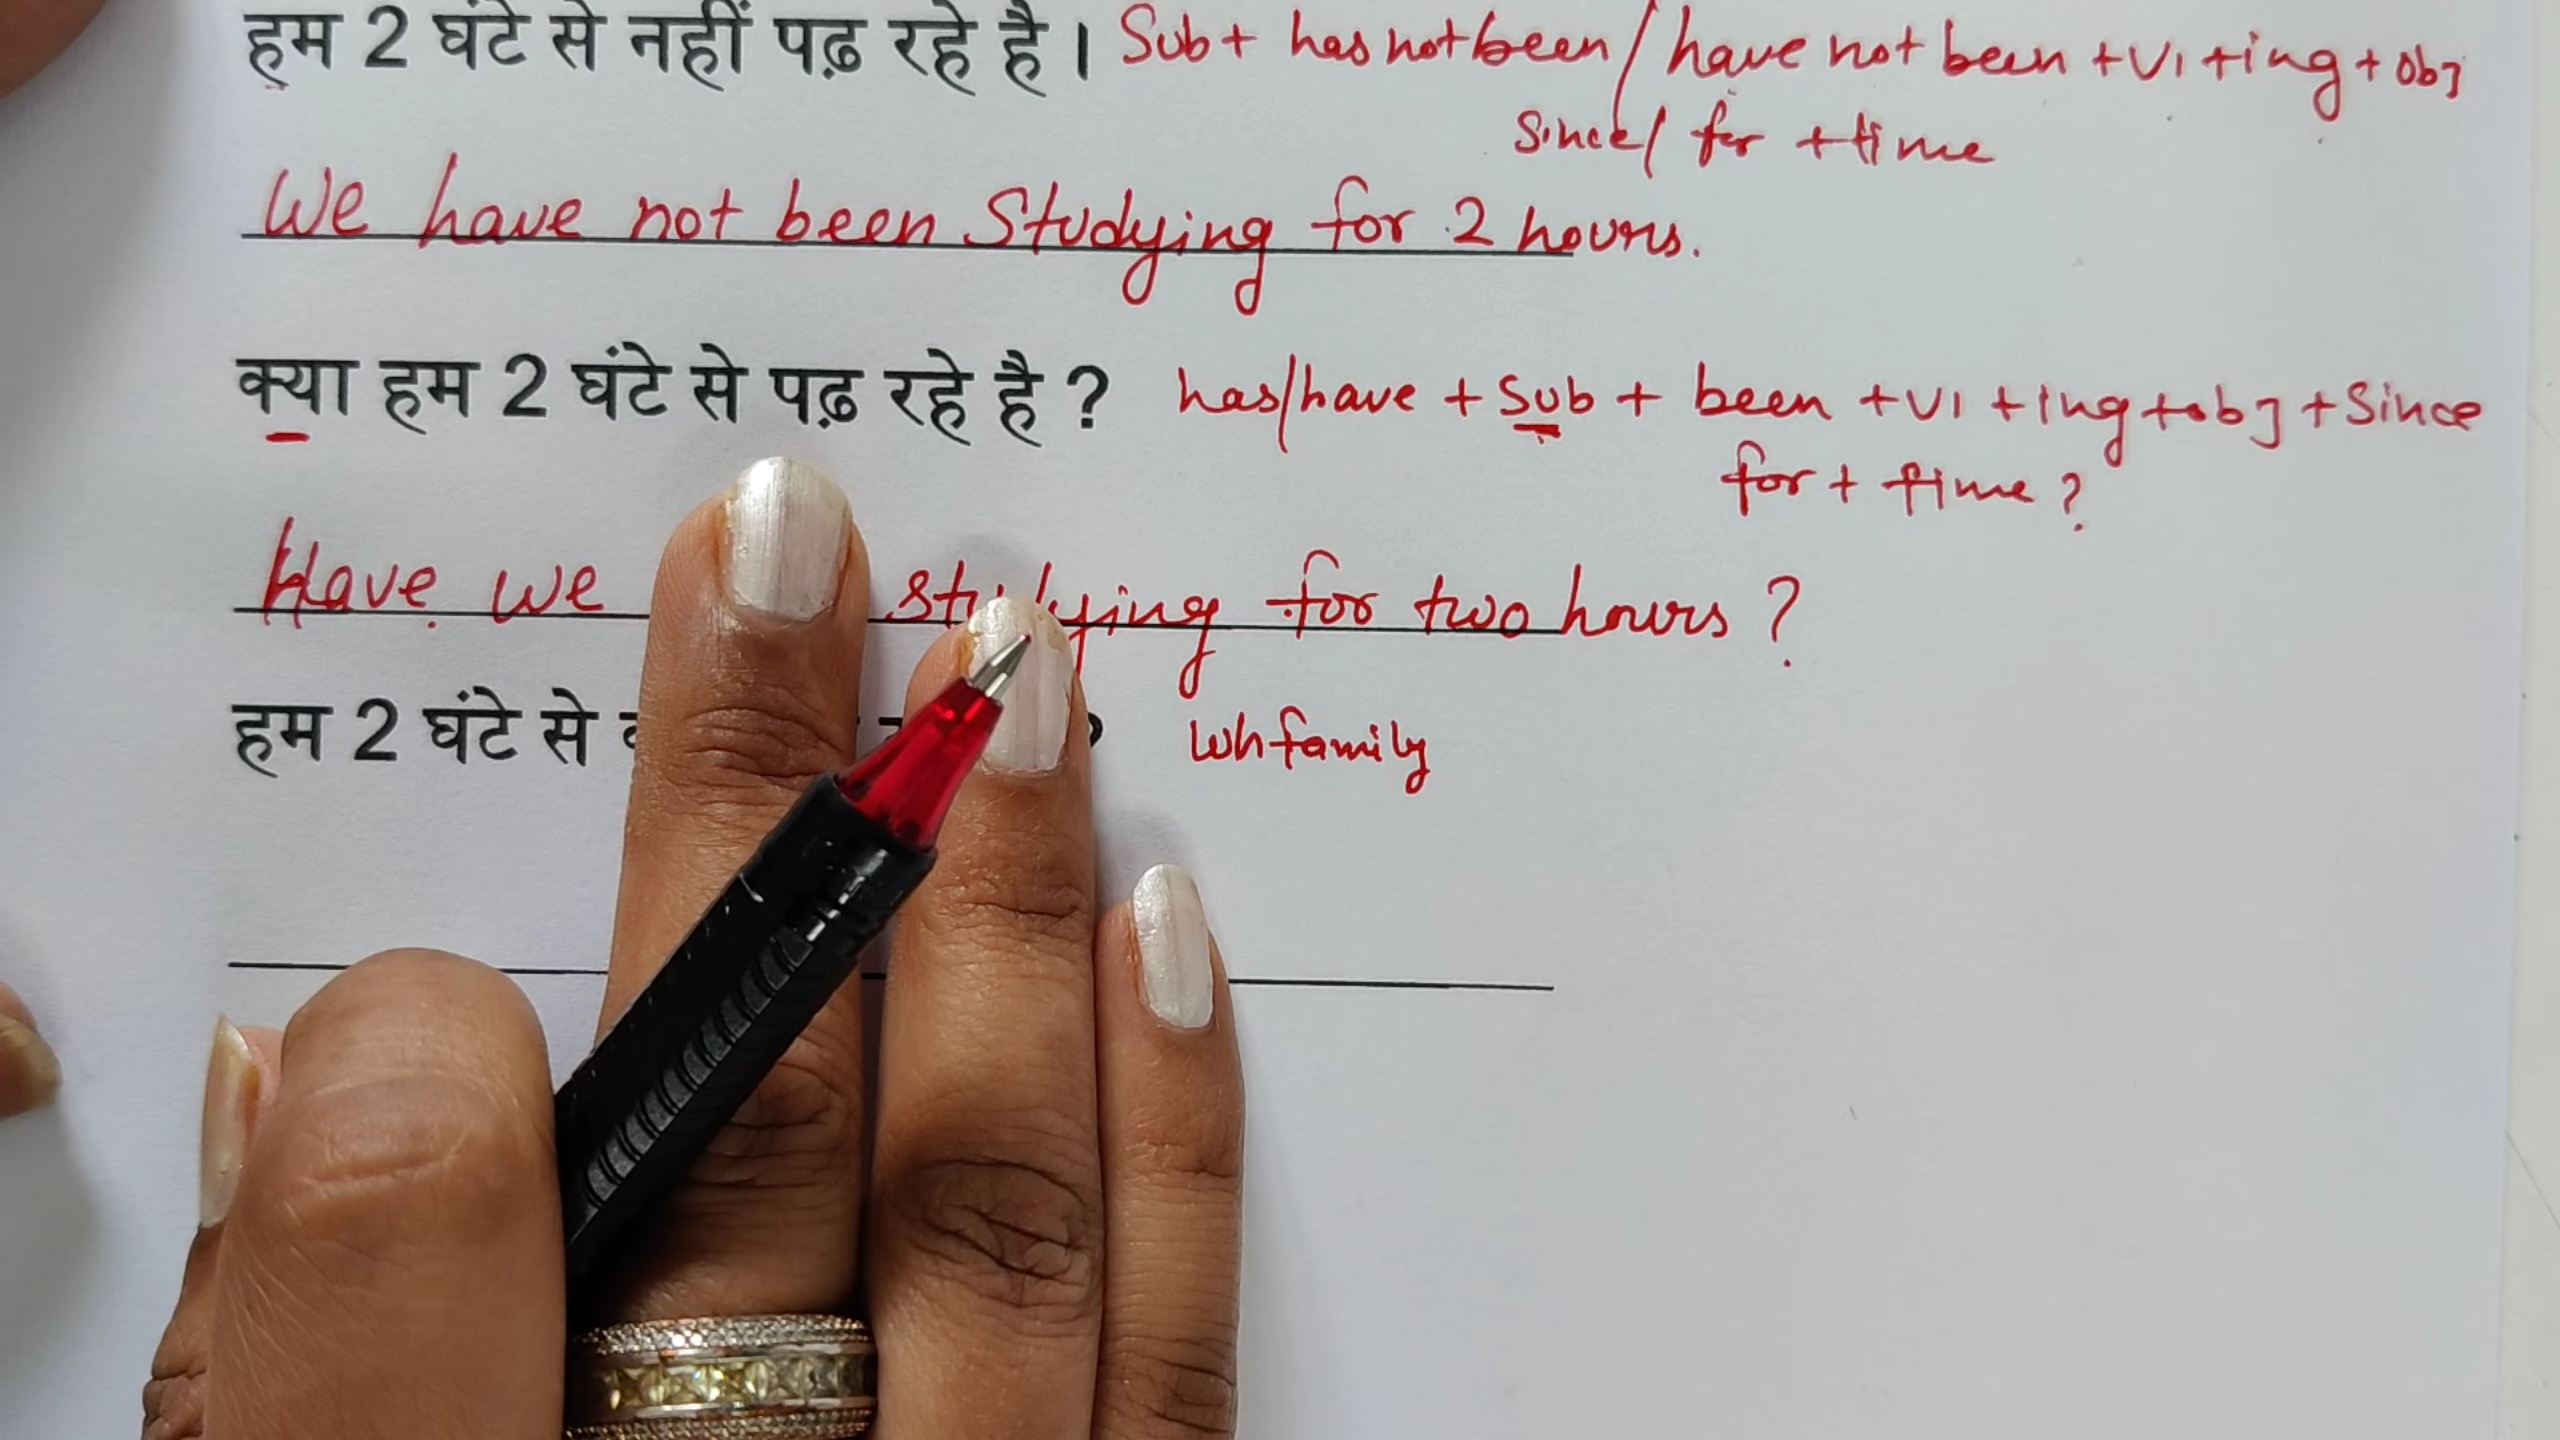 हम 2 घंटे से नहीं पढ़ रहे है । Sub + has not been / have not been + V1 + ing + obj
since / for + time
We have not been Studying for 2 hours.
क्या हम 2 घंटे से पढ़ रहे है ? has/have + Sub + been + V1 + ing + obj + Since
for + time ?
Have we studying for two hours ?
हम 2 घंटे से ? Wh family